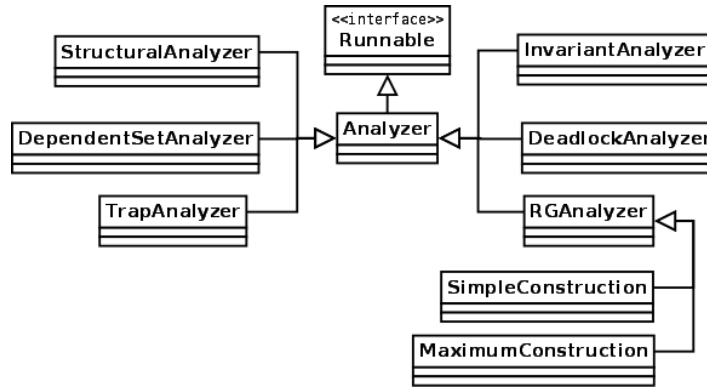 <<interface>>
Runnable
StructuralAnalyzer
InvariantAnalyzer
Analyzer
DependentSetAnalyzer
DeadlockAnalyzer
TrapAnalyzer
RGAnalyzer
SimpleConstruction
MaximumConstruction